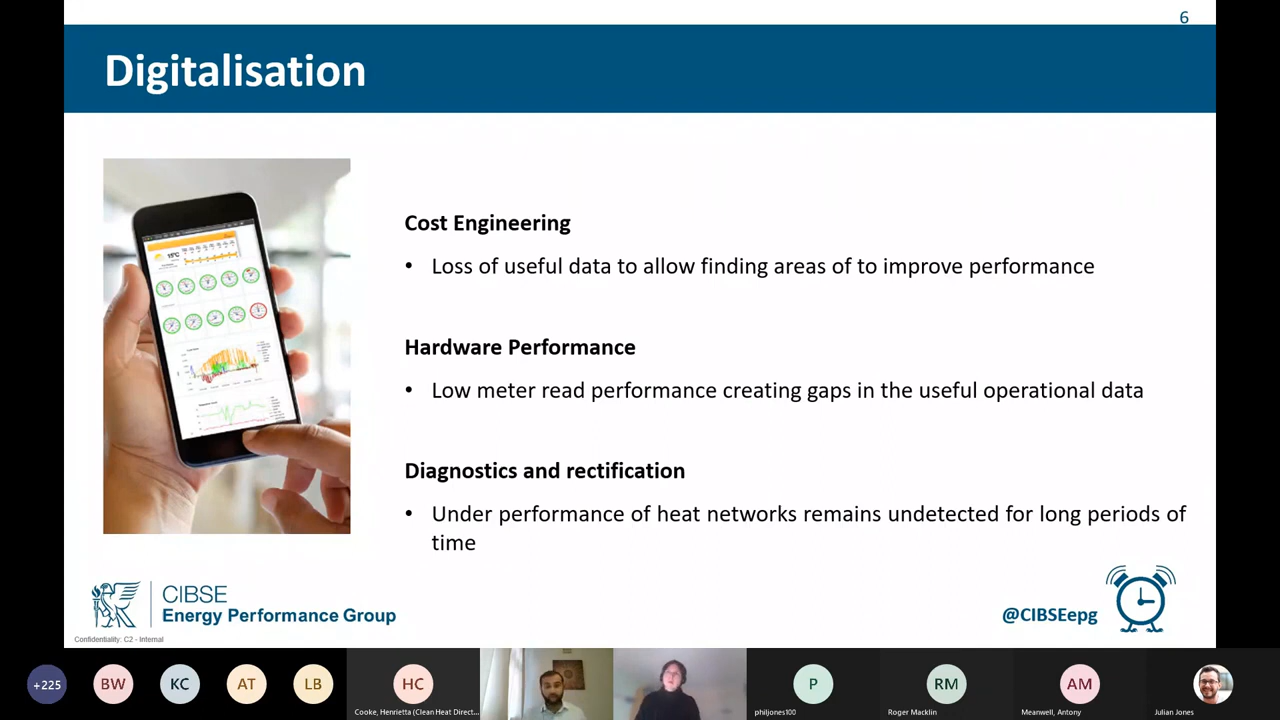 6
Digitalisation
15°C
Cost Engineering
• Loss of useful data to allow finding areas of to improve performance
Hardware Performance
• Low meter read performance creating gaps in the useful operational data
Diagnostics and rectification
• Under performance of heat networks remains undetected for long periods of
time
CIBSE
Energy Performance Group
@CIBSEepg
Confidentiality: C2 - Internal
+225
BW
KC
AT
LB
HC
Cooke, Henrietta (Clean Heat Direct...
P
philjones100
RM
Roger Macklin
AM
Meanwell, Antony
Julian Jones